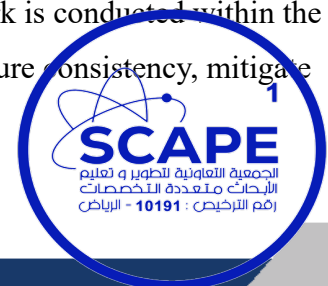 k is conducted within the
ure consistency, mitigate
1
SCAPE
الجمعية التعاونية لتطوير و تعليم
الأبحاث متعددة التخصصات
رقم الترخيص : 10191 - الرياض